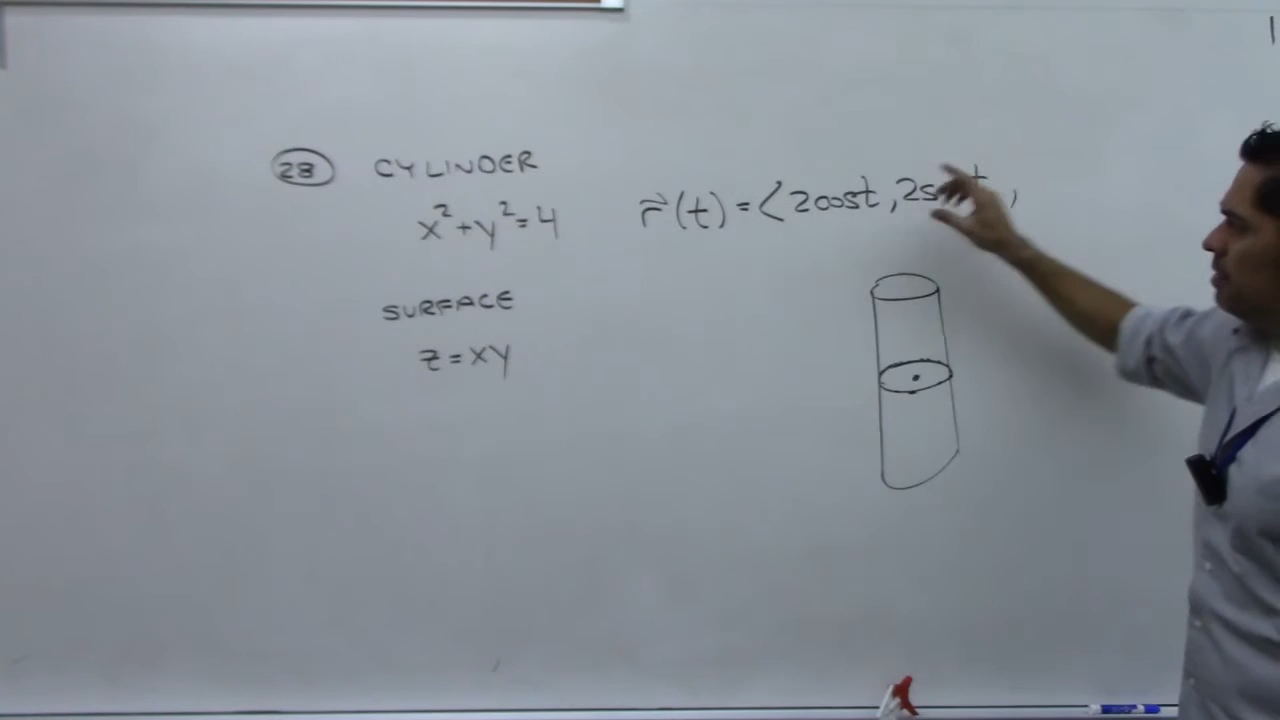 28 CYLINDER
x²+y²=4
r⃗(t)=⟨2cost,2s t,
SURFACE
z=xy